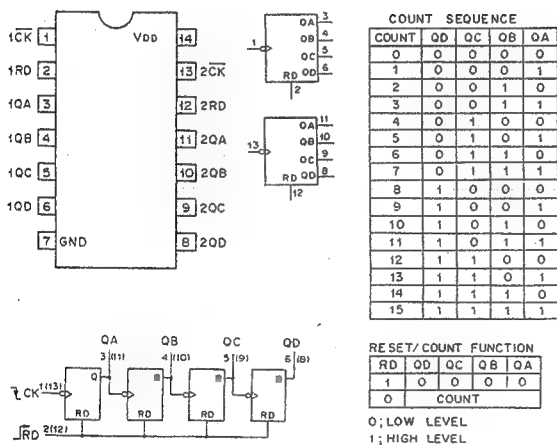 1C̅K̅ 1
1RD 2
1QA 3
1QB 4
1QC 5
1QD 6
7 GND
VDD 14
13 2C̅K̅
12 2RD
11 2QA
10 2QB
9 2QC
8 2QD
1
QA 3
QB 4
QC 5
RD QD 6
2
13
QA 11
QB 10
QC 9
RD QD 8
12
COUNT SEQUENCE
COUNT QD QC QB QA
0 0 0 0 0
1 0 0 0 1
2 0 0 1 0
3 0 0 1 1
4 0 1 0 0
5 0 1 0 1
6 0 1 1 0
7 0 1 1 1
8 1 0 0 0
9 1 0 0 1
10 1 0 1 0
11 1 0 1 1
12 1 1 0 0
13 1 1 0 1
14 1 1 1 0
15 1 1 1 1
QA QB QC QD
3 (11) 4 (10) 5 (9) 6 (8)
CK 1(13)
Q
RD RD RD RD
RD 2(12)
RESET/COUNT FUNCTION
RD QD QC QB QA
1 0 0 0 0
0 COUNT
0; LOW LEVEL
1; HIGH LEVEL